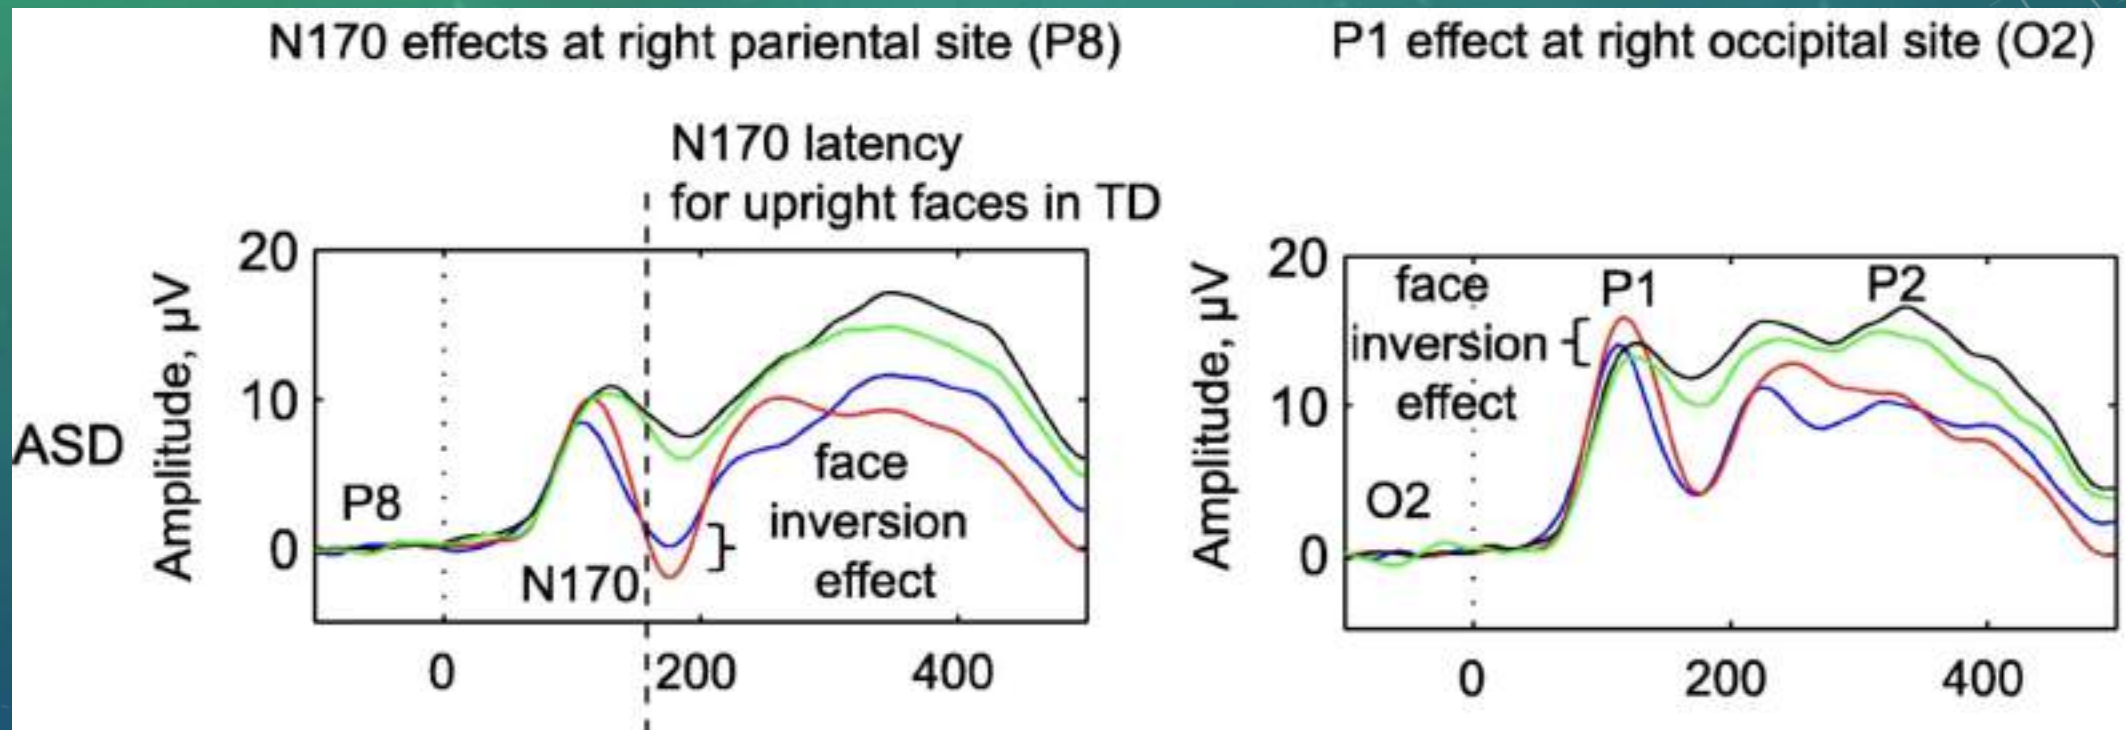 N170 effects at right pariental site (P8)
P1 effect at right occipital site (O2)
N170 latency
for upright faces in TD
ASD
Amplitude, µV
20
10
0
P8
N170
face
inversion
effect
0
200
400
Amplitude, µV
20
10
0
face
inversion
effect
P1
P2
O2
0
200
400